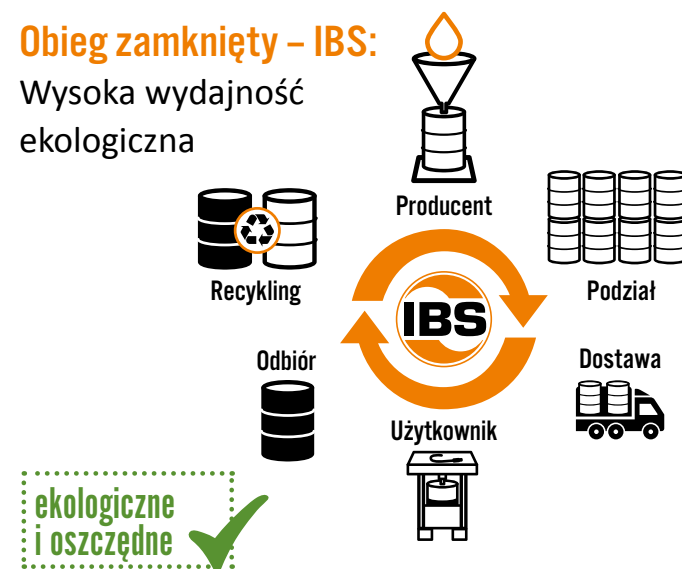 Obieg zamknięty – IBS:
Wysoka wydajność
ekologiczna
Producent
Podział
Dostawa
Użytkownik
Odbiór
Recykling
IBS
ekologiczne
i oszczędne